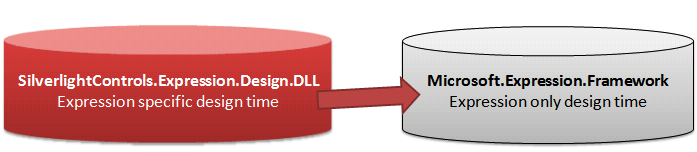 SilverlightControls.Expression.Design.DLL
Expression specific design time
Microsoft.Expression.Framework
Expression only design time